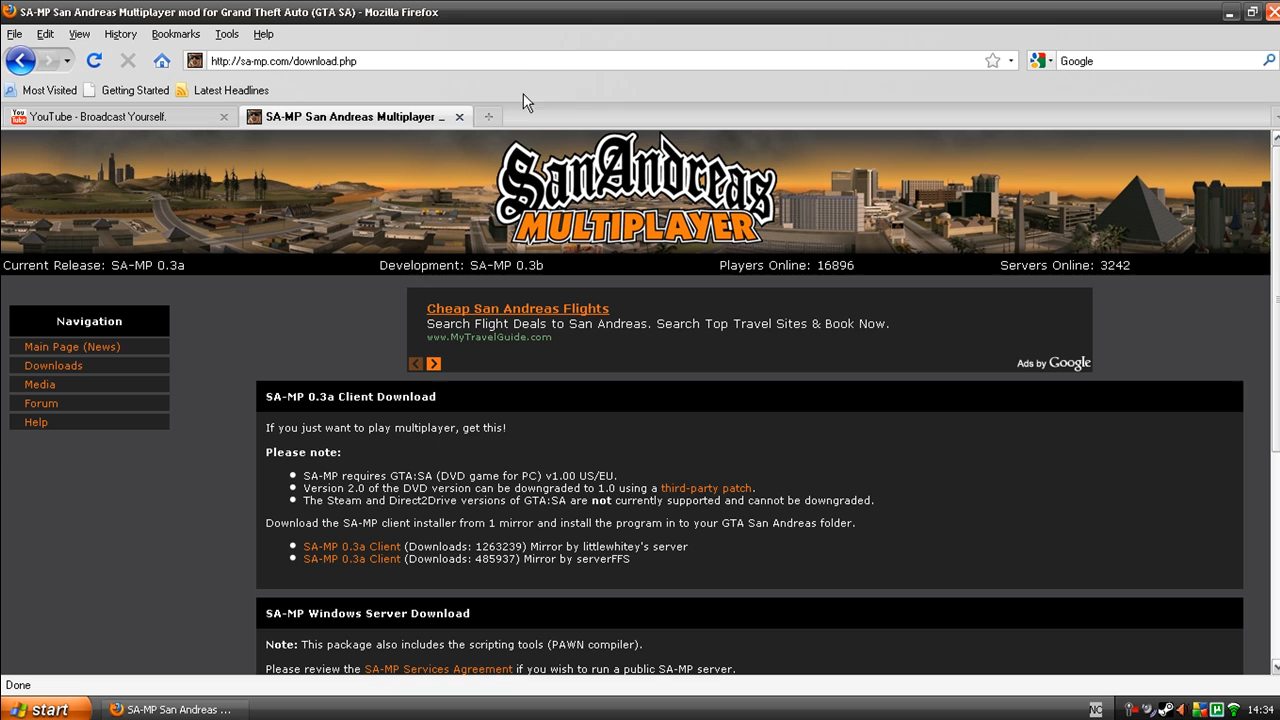 SA-MP San Andreas Multiplayer mod for Grand Theft Auto (GTA SA) - Mozilla Firefox
File Edit View History Bookmarks Tools Help
http://sa-mp.com/download.php
Google
Most Visited Getting Started Latest Headlines
YouTube - Broadcast Yourself.
SA-MP San Andreas Multiplayer ...
San Andreas
MULTIPLAYER
Current Release: SA-MP 0.3a Development: SA-MP 0.3b Players Online: 16896 Servers Online: 3242
Navigation
Main Page (News)
Downloads
Media
Forum
Help
Cheap San Andreas Flights
Search Flight Deals to San Andreas. Search Top Travel Sites & Book Now.
www.MyTravelGuide.com
Ads by Google
SA-MP 0.3a Client Download
If you just want to play multiplayer, get this!
Please note:
SA-MP requires GTA:SA (DVD game for PC) v1.00 US/EU.
Version 2.0 of the DVD version can be downgraded to 1.0 using a third-party patch.
The Steam and Direct2Drive versions of GTA:SA are not currently supported and cannot be downgraded.
Download the SA-MP client installer from 1 mirror and install the program in to your GTA San Andreas folder.
SA-MP 0.3a Client (Downloads: 1263239) Mirror by littlewhitey's server
SA-MP 0.3a Client (Downloads: 485937) Mirror by serverFFS
SA-MP Windows Server Download
Note: This package also includes the scripting tools (PAWN compiler).
Please review the SA-MP Services Agreement if you wish to run a public SA-MP server.
Done
start
SA-MP San Andreas ...
14:34